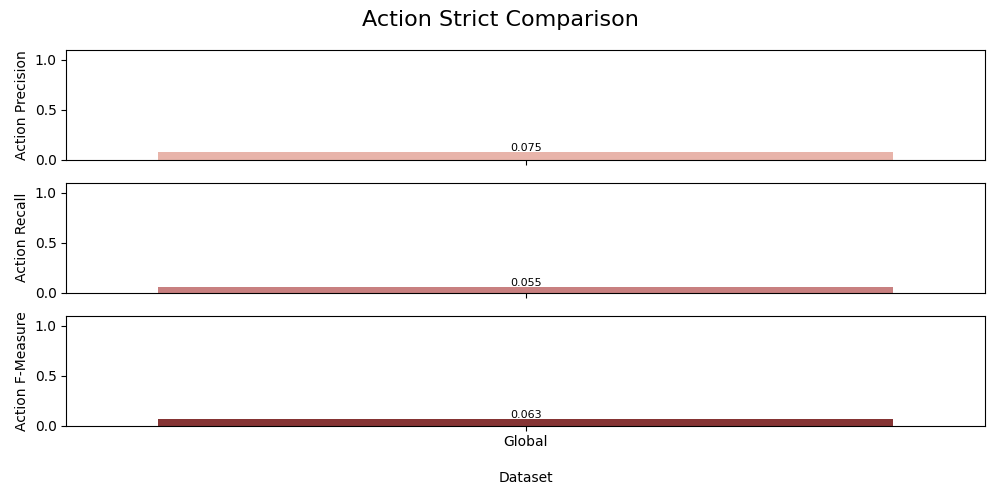 Action Strict Comparison
Action Precision
1.0
0.5
0.0
0.075
Action Recall
1.0
0.5
0.0
0.055
Action F-Measure
1.0
0.5
0.0
0.063
Global
Dataset